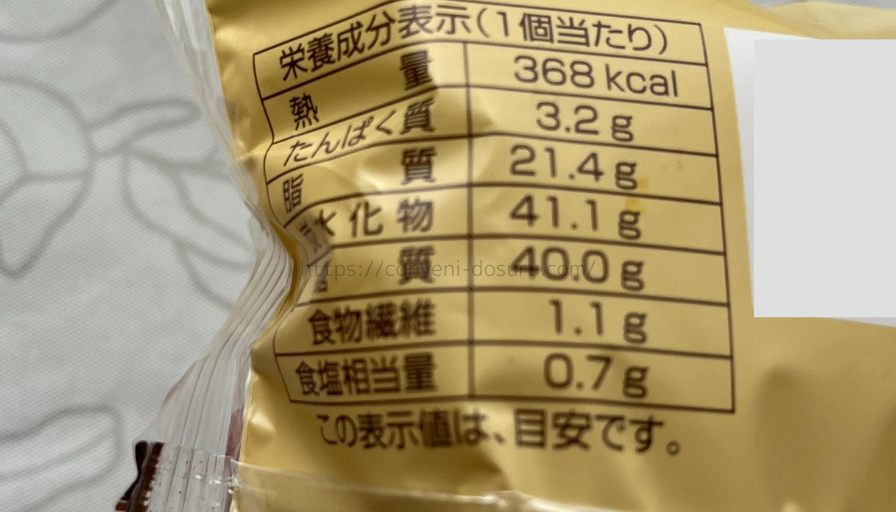 栄養成分表示(1個当たり)
熱量 368 kcal
たんぱく質 3.2 g
脂質 21.4 g
炭水化物 41.1 g
質 40.0 g
食物繊維 1.1 g
食塩相当量 0.7 g
この表示値は、目安です。
https://conveni-dosuru.com/